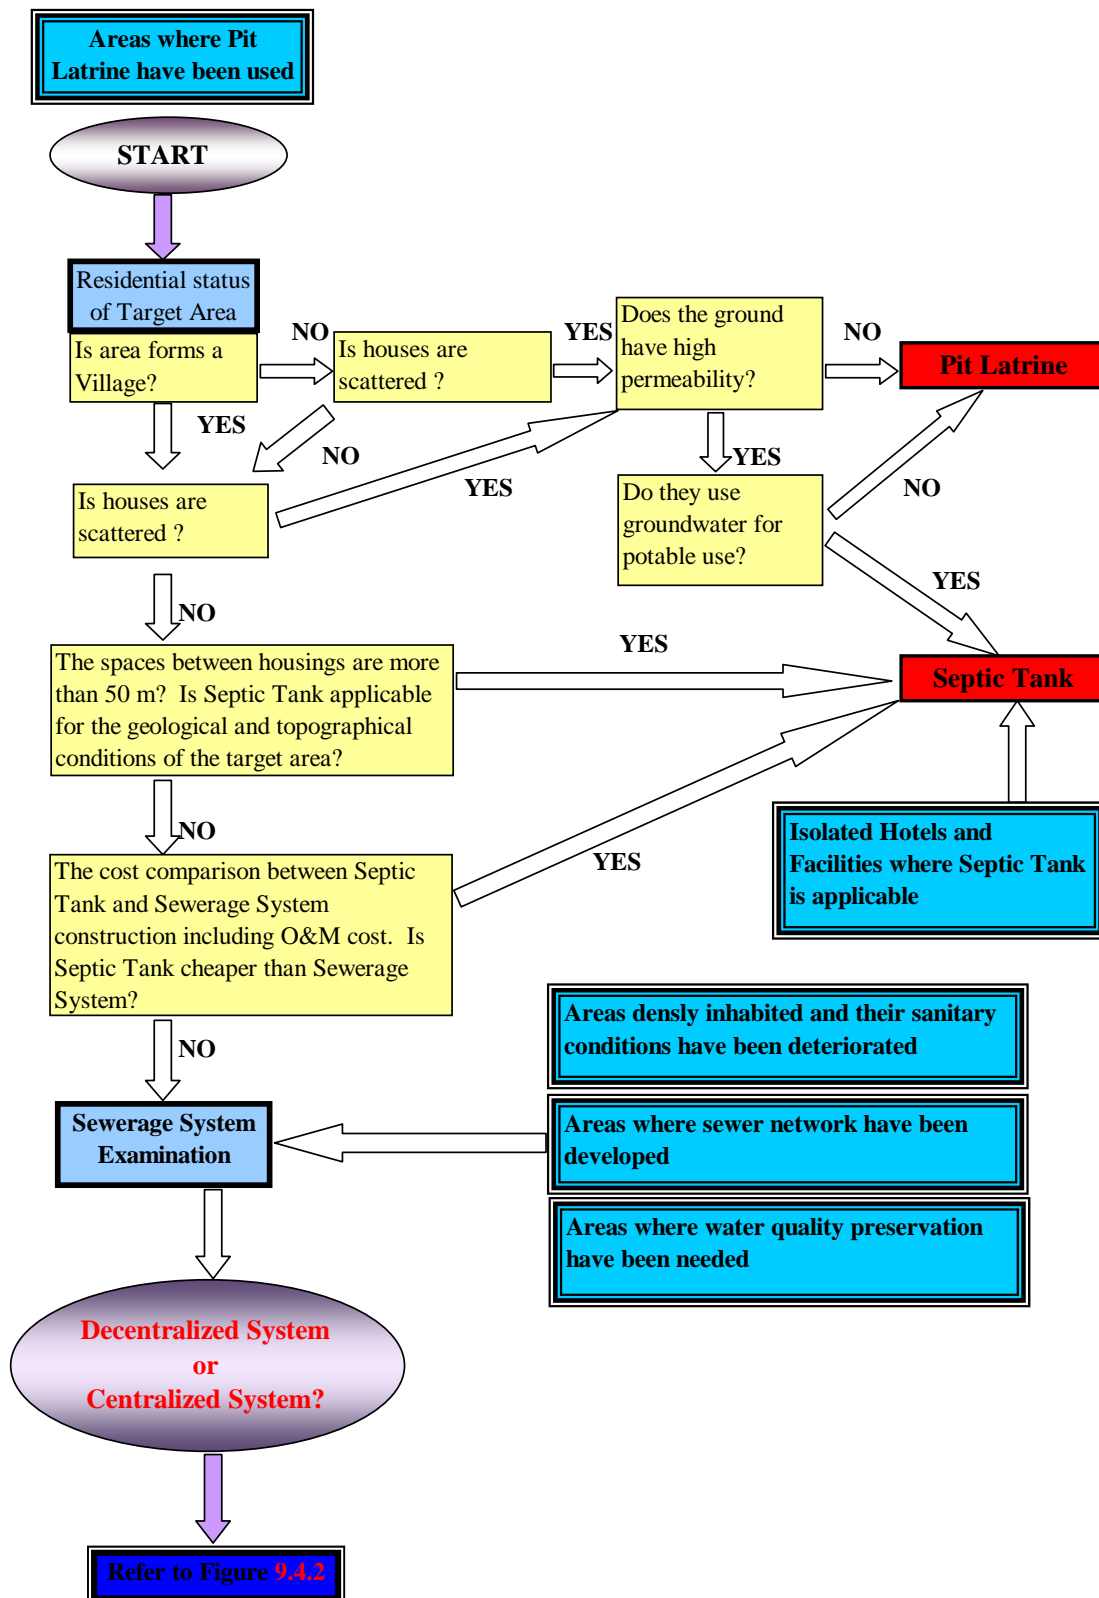 Areas where Pit
Latrine have been used
START
Residential status
of Target Area
Is area forms a
Village?
NO
Is houses are
scattered ?
YES
Does the ground
have high
permeability?
NO
Pit Latrine
YES
NO
YES
YES
Is houses are
scattered ?
Do they use
groundwater for
potable use?
NO
YES
NO
The spaces between housings are more
than 50 m?  Is Septic Tank applicable
for the geological and topographical
conditions of the target area?
YES
Septic Tank
NO
Isolated Hotels and
Facilities where Septic Tank
is applicable
The cost comparison between Septic
Tank and Sewerage System
construction including O&M cost.  Is
Septic Tank cheaper than Sewerage
System?
YES
NO
Areas densly inhabited and their sanitary
conditions have been deteriorated
Sewerage System
Examination
Areas where sewer network have been
developed
Areas where water quality preservation
have been needed
Decentralized System
or
Centralized System?
Refer to Figure 9.4.2